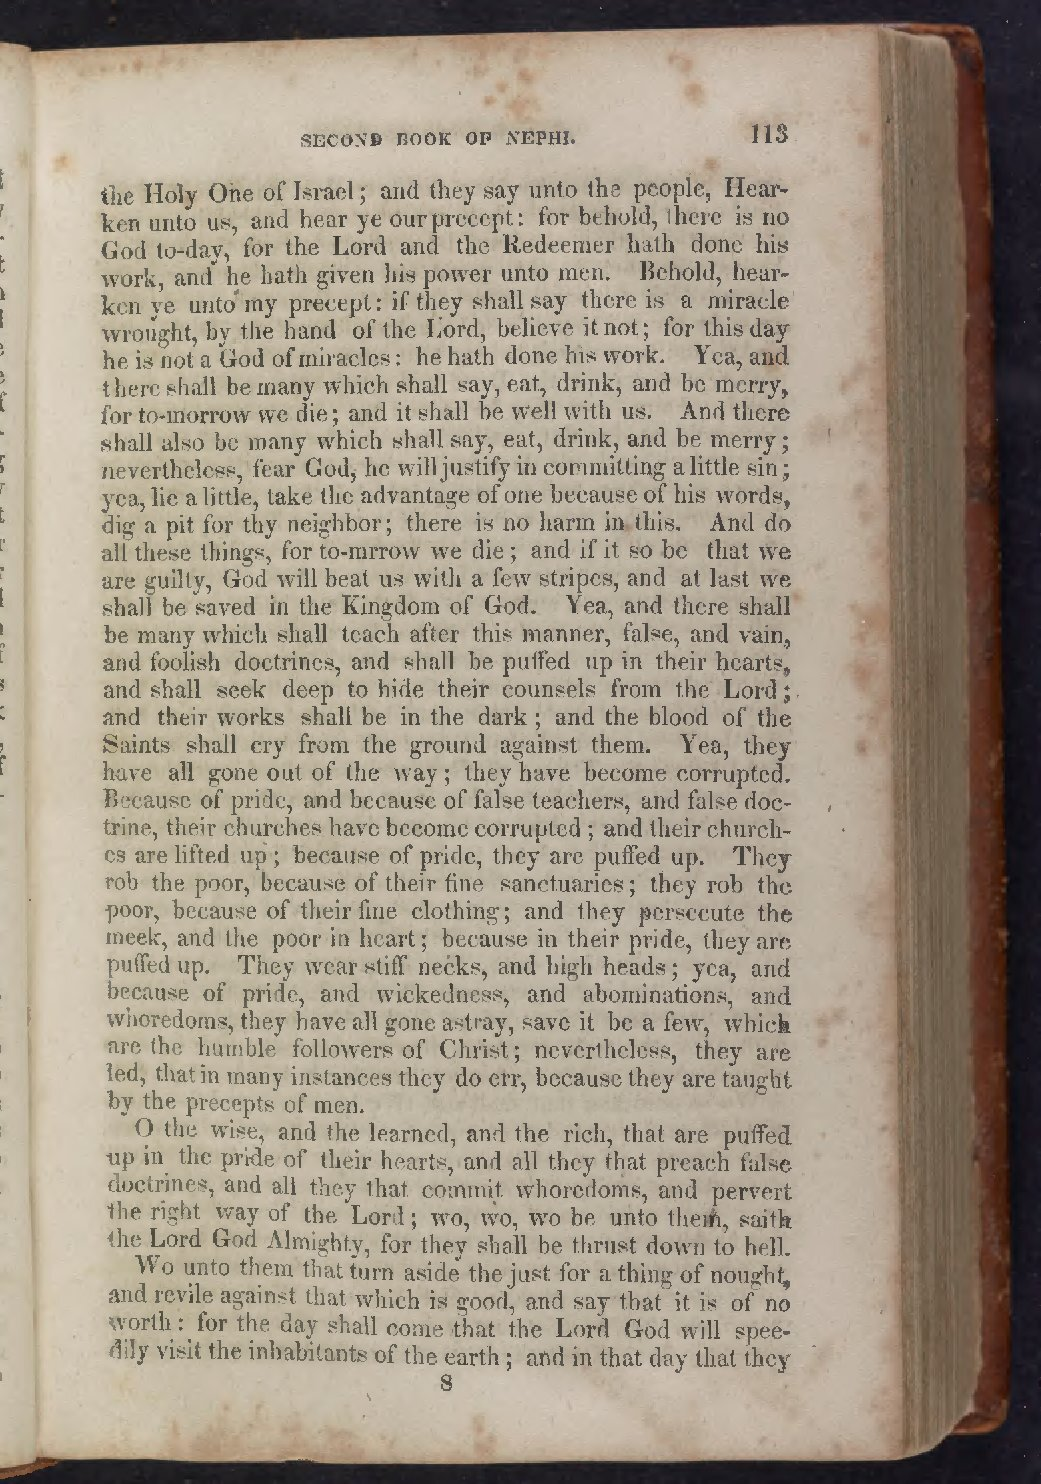 SECOND BOOK OF NEPHI. 113
the Holy One of Israel; and they say unto the people, Hear-
ken unto us, and hear ye our precept: for behold, there is no
God to-day, for the Lord and the Redeemer hath done his
work, and he hath given his power unto men. Behold, hear-
ken ye unto my precept: if they shall say there is a miracle
wrought, by the hand of the Lord, believe it not; for this day
he is not a God of miracles: he hath done his work. Yea, and
there shall be many which shall say, eat, drink, and be merry,
for to-morrow we die; and it shall be well with us. And there
shall also be many which shall say, eat, drink, and be merry;
nevertheless, fear God, he will justify in committing a little sin;
yea, lie a little, take the advantage of one because of his words,
dig a pit for thy neighbor; there is no harm in this. And do
all these things, for to-mrrow we die; and if it so be that we
are guilty, God will beat us with a few stripes, and at last we
shall be saved in the Kingdom of God. Yea, and there shall
be many which shall teach after this manner, false, and vain,
and foolish doctrines, and shall be puffed up in their hearts,
and shall seek deep to hide their counsels from the Lord;
and their works shall be in the dark; and the blood of the
Saints shall cry from the ground against them. Yea, they
have all gone out of the way; they have become corrupted.
Because of pride, and because of false teachers, and false doc-
trine, their churches have become corrupted; and their church-
es are lifted up; because of pride, they are puffed up. They
rob the poor, because of their fine sanctuaries; they rob the
poor, because of their fine clothing; and they persecute the
meek, and the poor in heart; because in their pride, they are
puffed up. They wear stiff necks, and high heads; yea, and
because of pride, and wickedness, and abominations, and
whoredoms, they have all gone astray, save it be a few, which
are the humble followers of Christ; nevertheless, they are
led, that in many instances they do err, because they are taught
by the precepts of men.
O the wise, and the learned, and the rich, that are puffed
up in the pride of their hearts, and all they that preach false
doctrines, and all they that commit whoredoms, and pervert
the right way of the Lord; wo, wo, wo be unto them, saith
the Lord God Almighty, for they shall be thrust down to hell.
Wo unto them that turn aside the just for a thing of nought,
and revile against that which is good, and say that it is of no
worth: for the day shall come that the Lord God will spee-
dily visit the inhabitants of the earth; and in that day that they
8